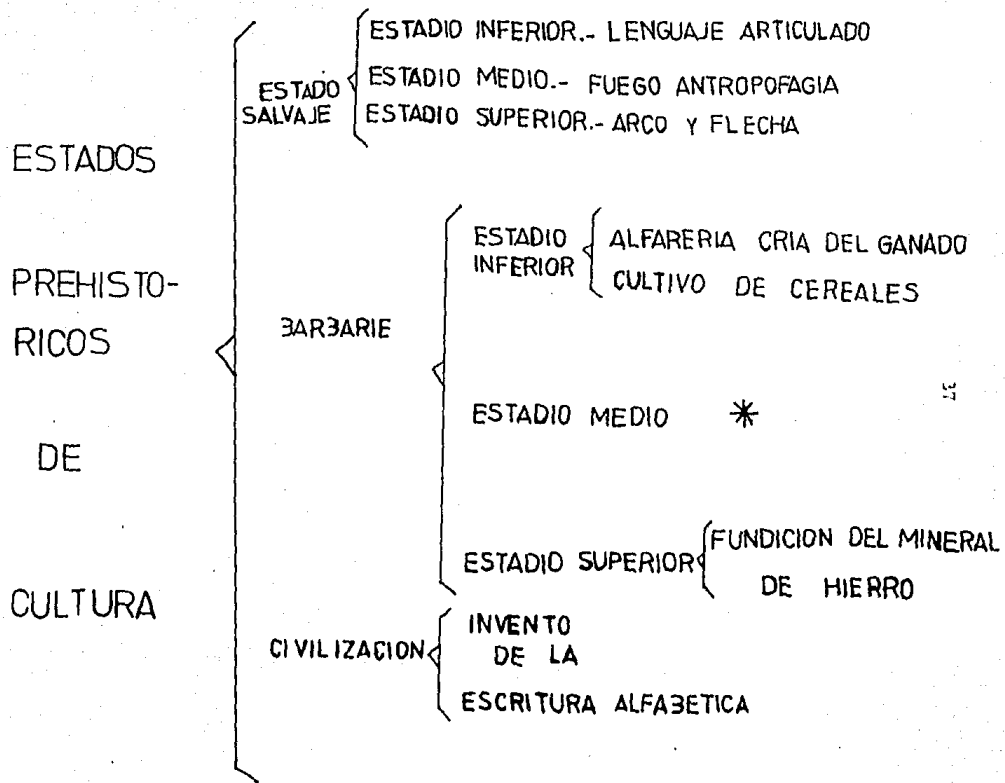 ESTADOS
PREHISTO-
RICOS
DE
CULTURA
ESTADO
SALVAJE
ESTADIO INFERIOR.- LENGUAJE ARTICULADO
ESTADIO MEDIO.- FUEGO ANTROPOFAGIA
ESTADIO SUPERIOR.- ARCO Y FLECHA
BARBARIE
ESTADIO
INFERIOR
ALFARERIA CRIA DEL GANADO
CULTIVO DE CEREALES
ESTADIO MEDIO *
ESTADIO SUPERIOR
FUNDICION DEL MINERAL
DE HIERRO
CIVILIZACION
INVENTO
DE LA
ESCRITURA ALFABETICA